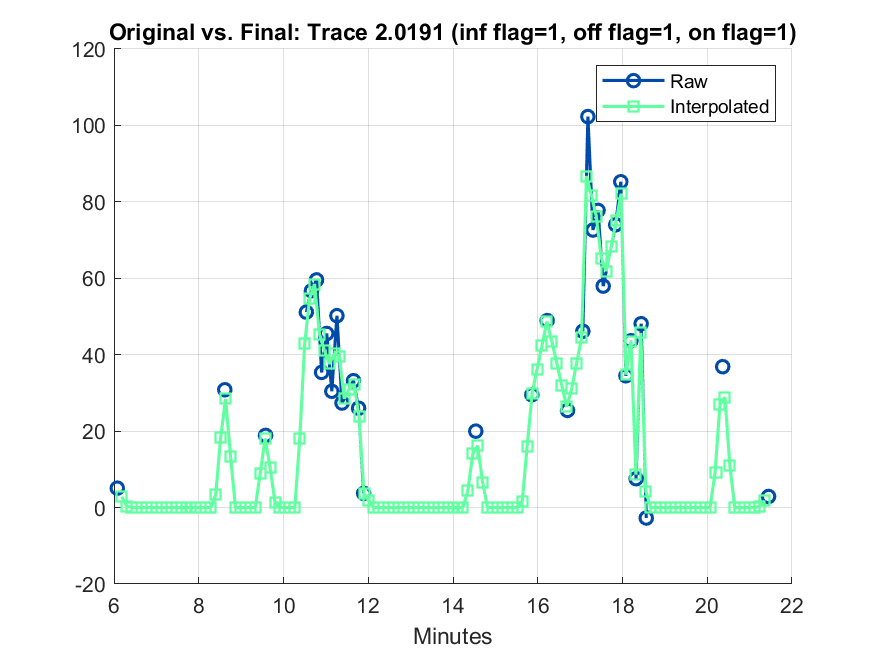 Original vs. Final: Trace 2.0191 (inf flag=1, off flag=1, on flag=1)
120
100
80
60
40
20
0
-20
Raw
Interpolated
6 8 10 12 14 16 18 20 22
Minutes